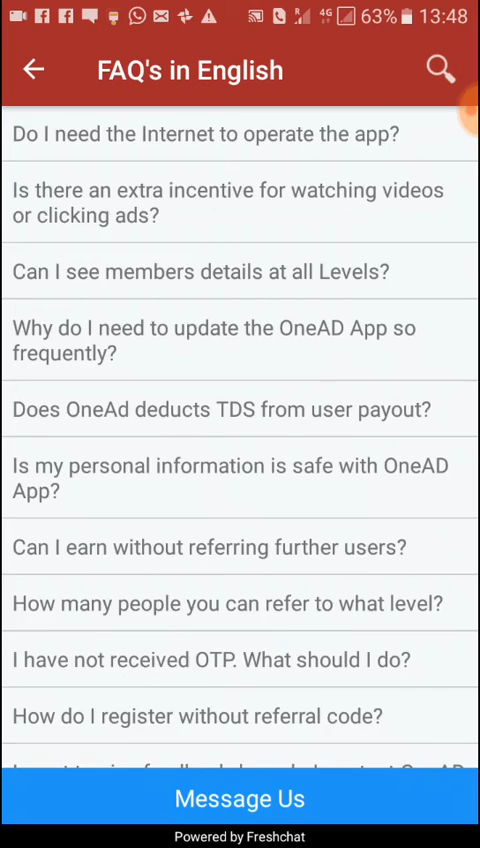 R 4G 63% 13:48
FAQ's in English
Do I need the Internet to operate the app?
Is there an extra incentive for watching videos
or clicking ads?
Can I see members details at all Levels?
Why do I need to update the OneAD App so
frequently?
Does OneAd deducts TDS from user payout?
Is my personal information is safe with OneAD
App?
Can I earn without referring further users?
How many people you can refer to what level?
I have not received OTP. What should I do?
How do I register without referral code?
Message Us
Powered by Freshchat